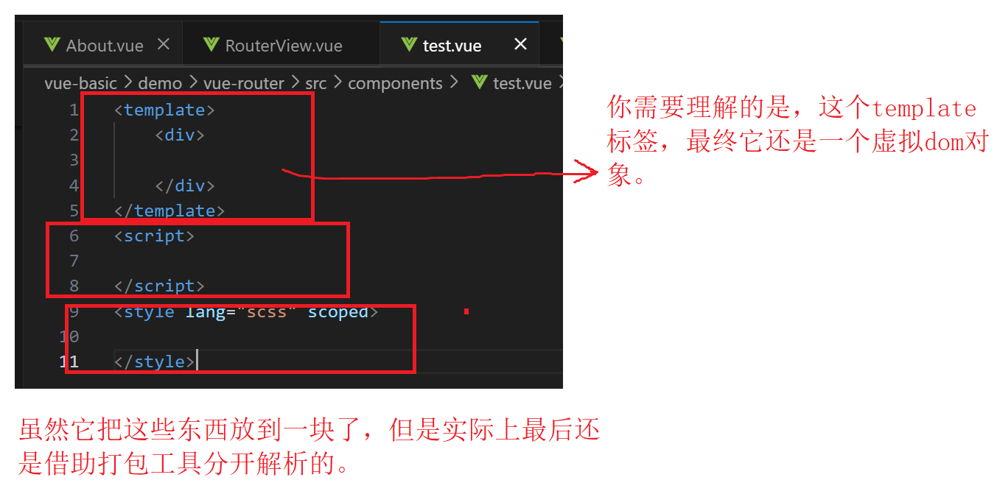 About.vue RouterView.vue test.vue
vue-basic > demo > vue-router > src > components > test.vue >
1 <template>
2 <div>
3
4 </div>
5 </template>
6 <script>
7
8 </script>
9 <style lang="scss" scoped>
10
11 </style>
你需要理解的是，这个template
标签，最终它还是一个虚拟dom对
象。
虽然它把这些东西放到一块了，但是实际上最后还
是借助打包工具分开解析的。